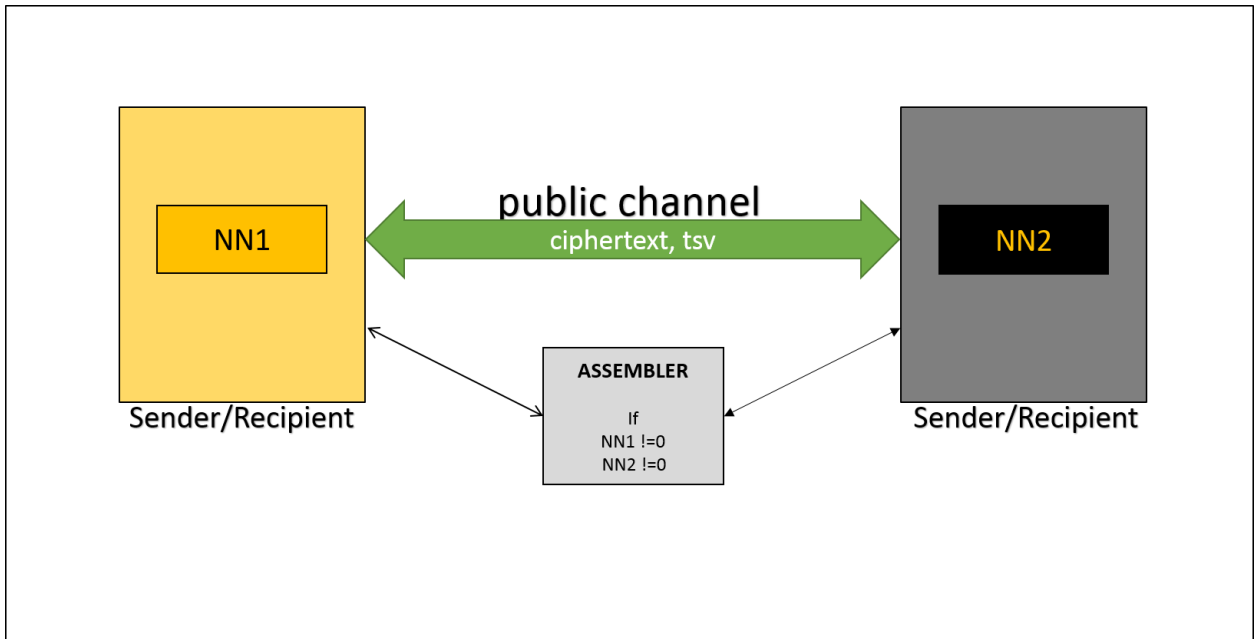 public channel
NN1
ciphertext, tsv
NN2
ASSEMBLER
If
NN1 !=0
NN2 !=0
Sender/Recipient
Sender/Recipient